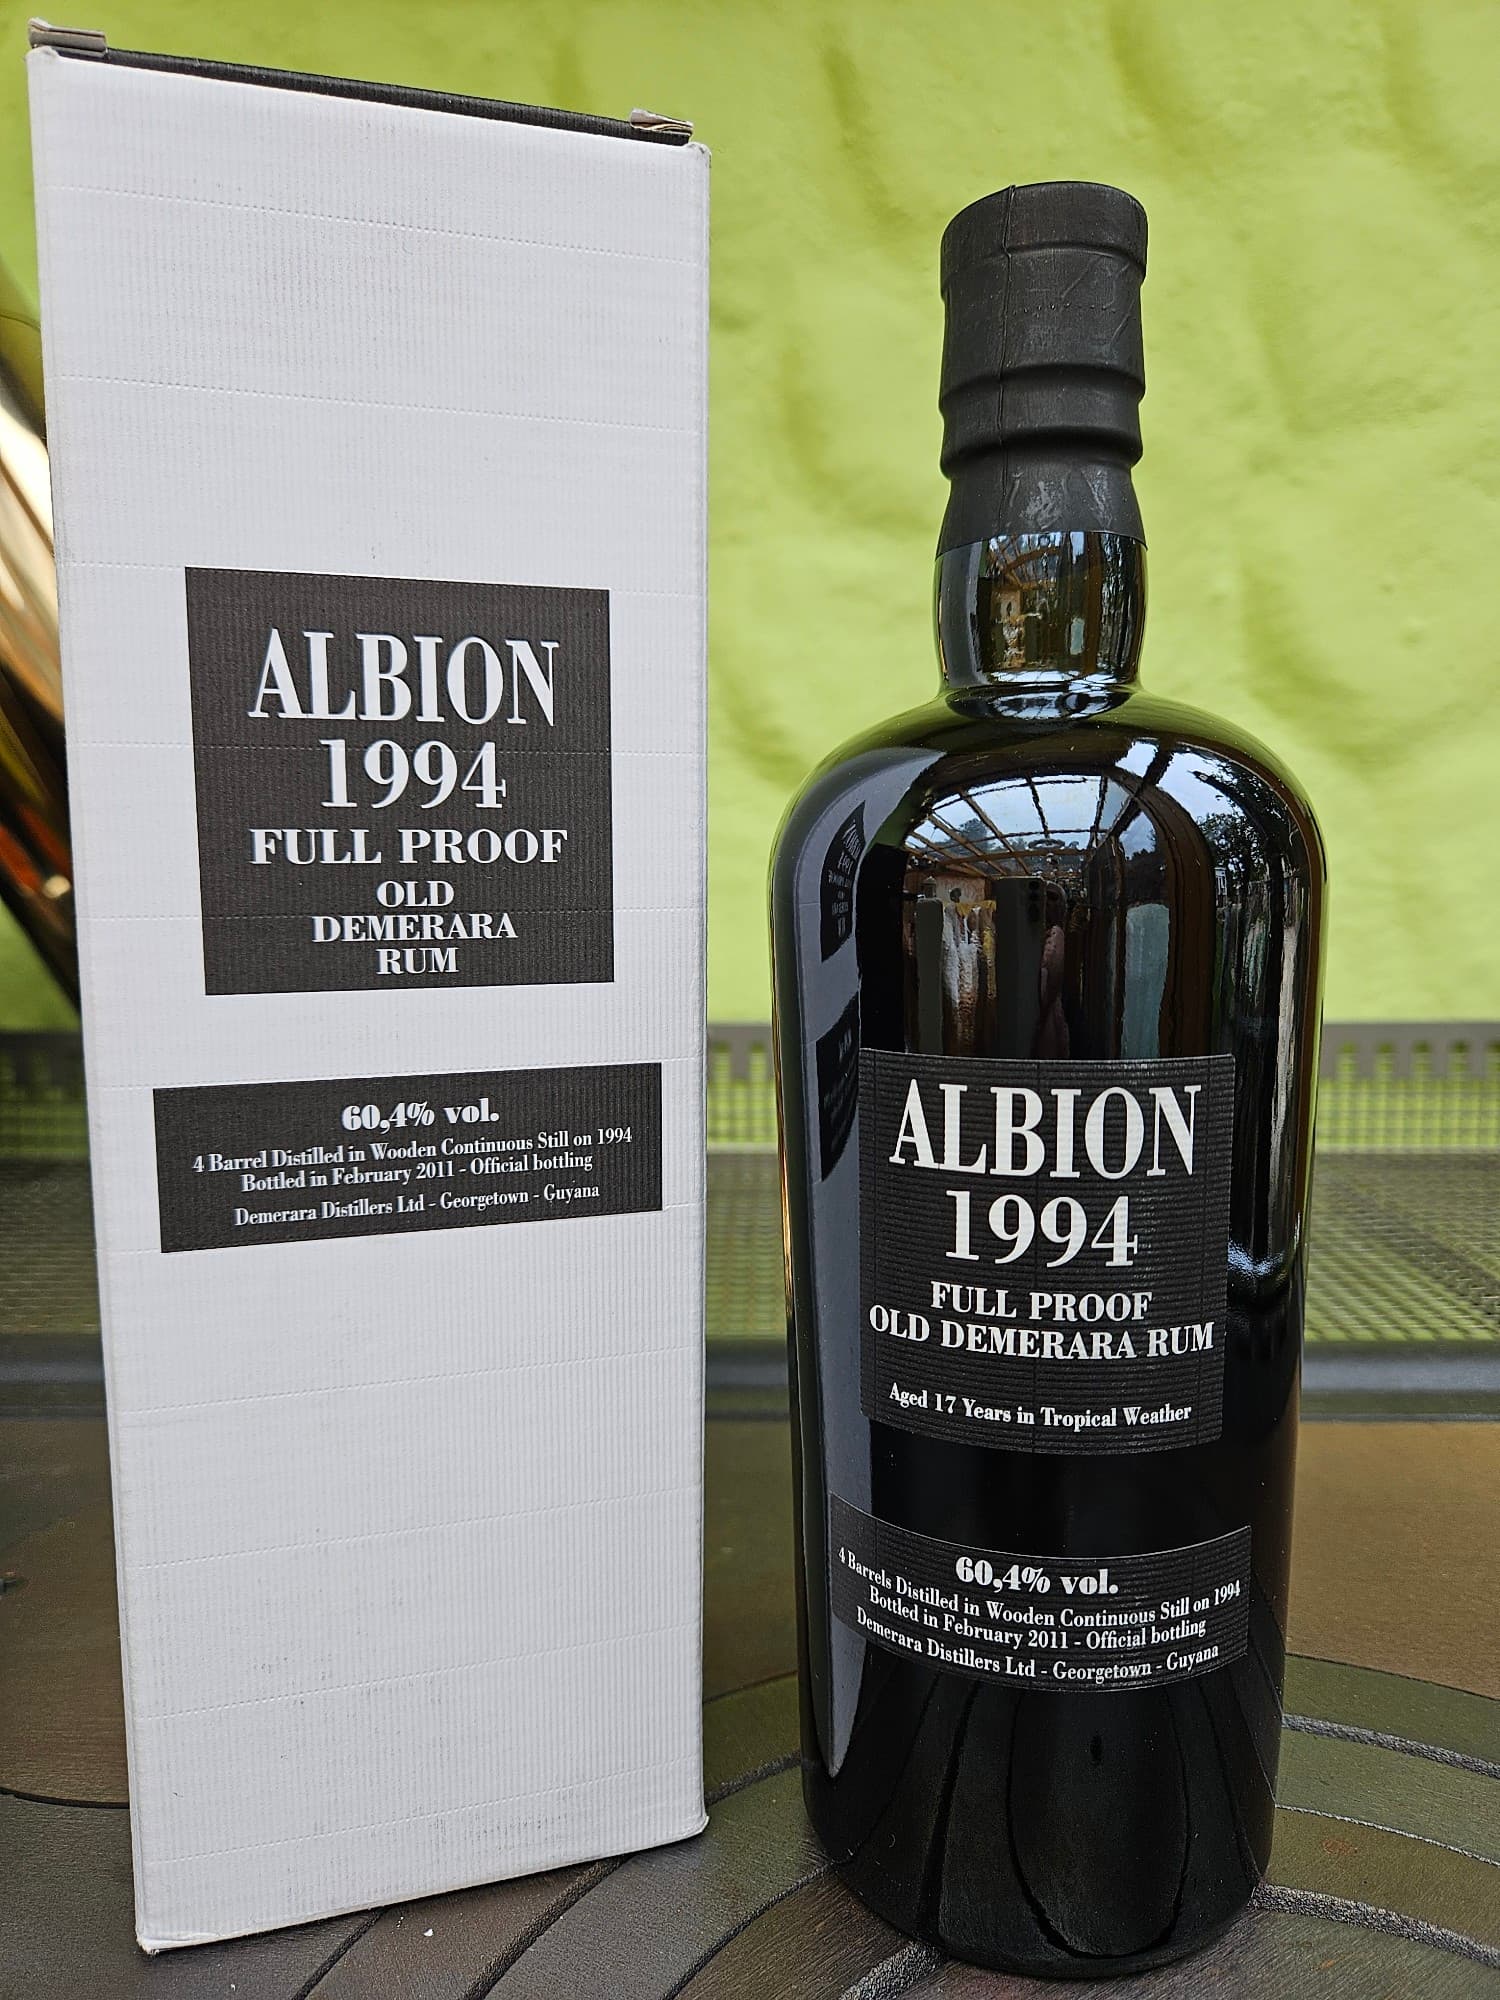 ALBION
1994
FULL PROOF
OLD
DEMERARA
RUM
60,4% vol.
4 Barrel Distilled in Wooden Continuous Still on 1994
Bottled in February 2011 - Official bottling
Demerara Distillers Ltd - Georgetown - Guyana
ALBION
1994
FULL PROOF
OLD DEMERARA RUM
Aged 17 Years in Tropical Weather
60,4% vol.
4 Barrels Distilled in Wooden Continuous Still on 1994
Bottled in February 2011 - Official bottling
Demerara Distillers Ltd - Georgetown - Guyana